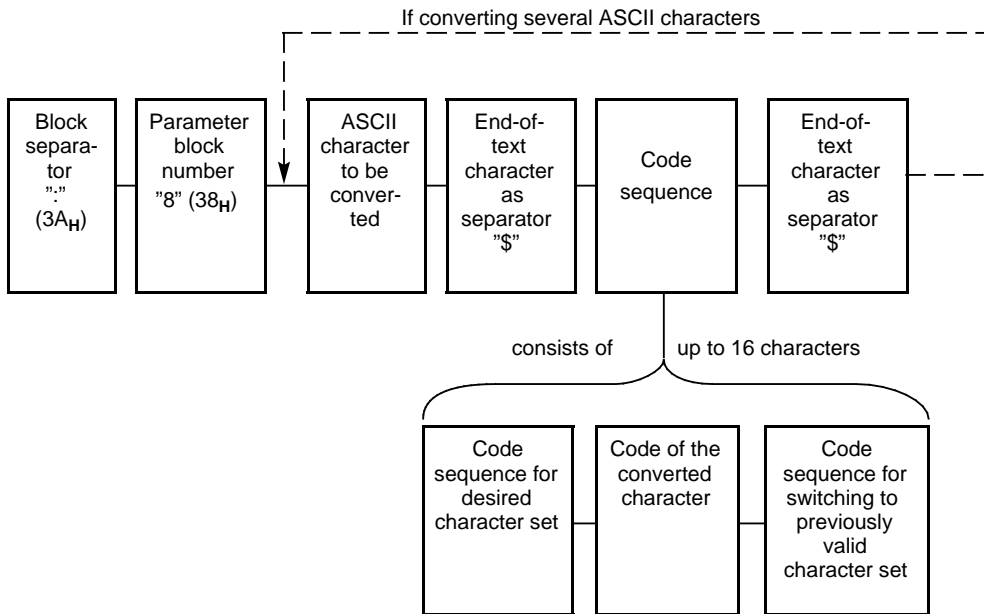 If converting several ASCII characters
Block
separa-
tor
”:”
(3AH)
Parameter
block
number
”8” (38H)
ASCII
character
to be
conver-
ted
End-of-
text
character
as
separator
”$”
Code
sequence
End-of-
text
character
as
separator
”$”
consists of
up to 16 characters
Code
sequence for
desired
character set
Code of the
converted
character
Code
sequence for
switching to
previously
valid
character set